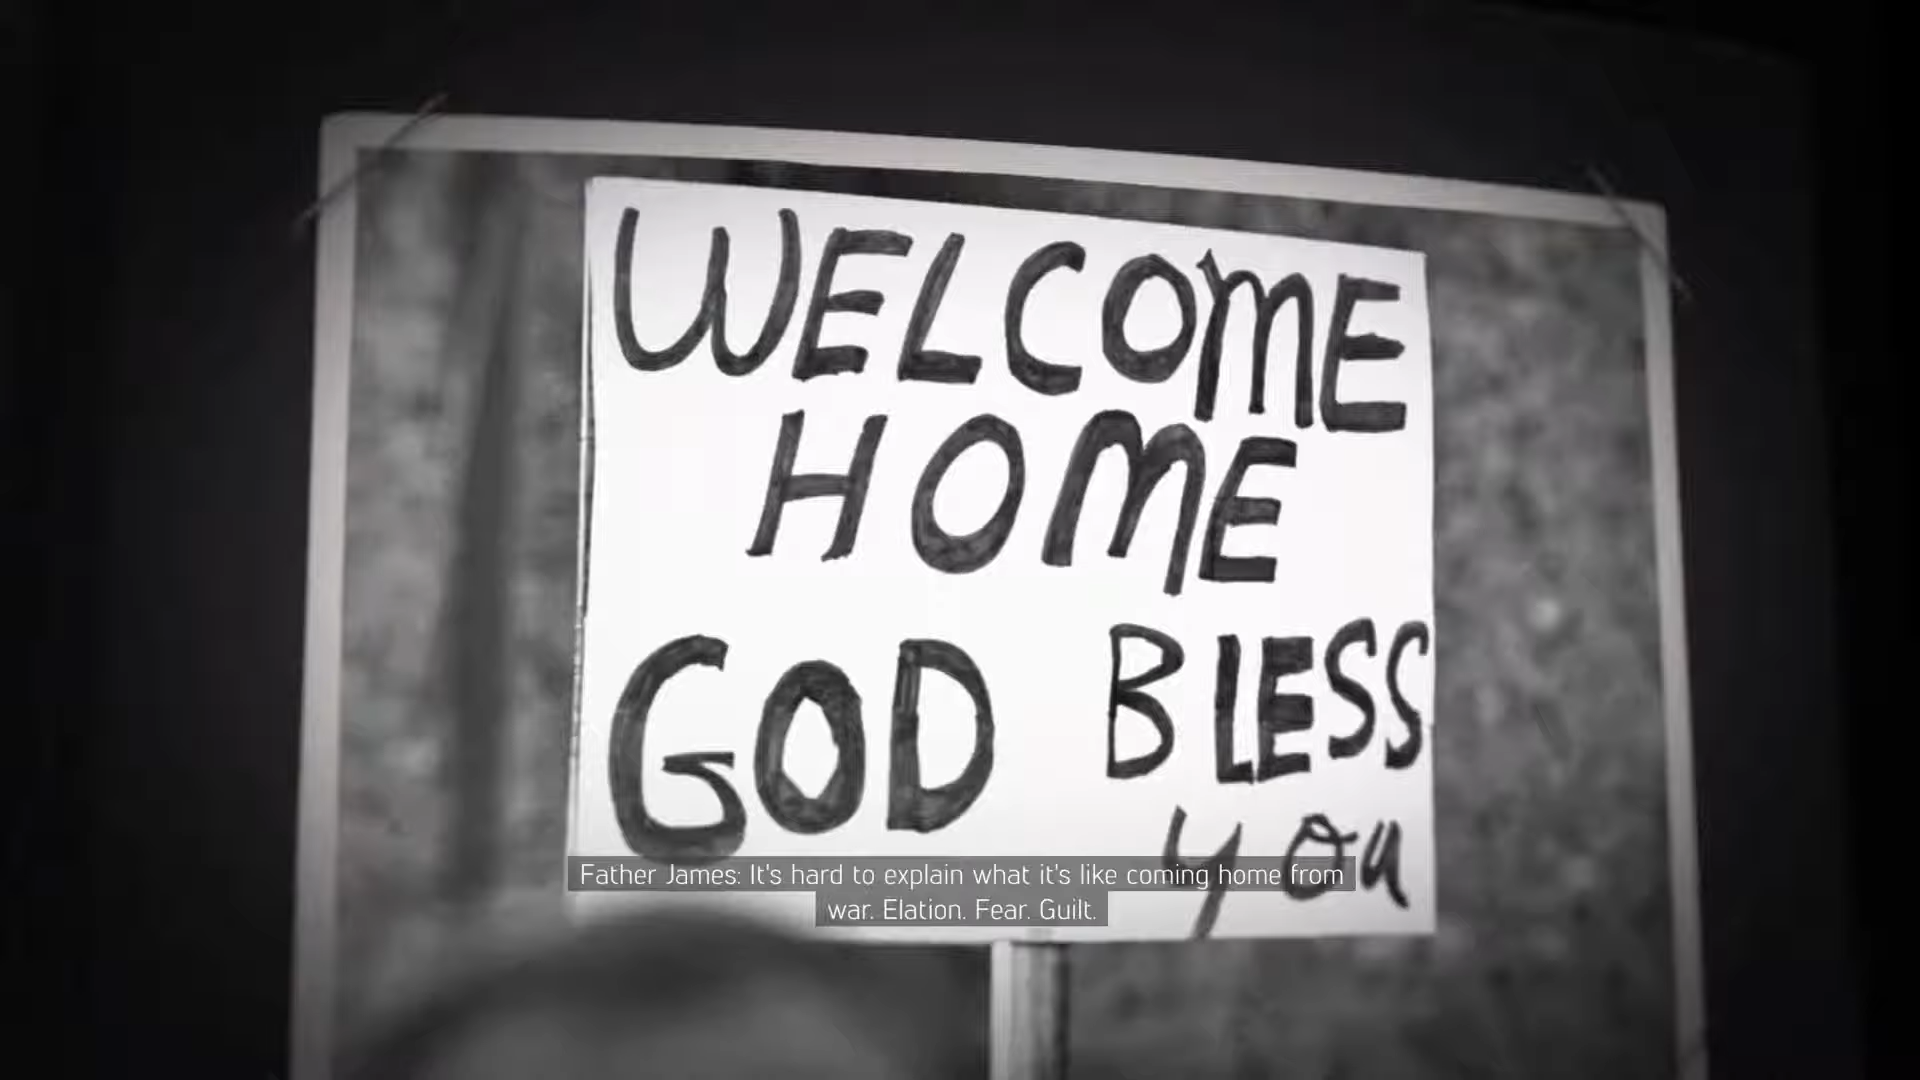 WELCOME
HOME
GOD BLESS
you
Father James: It's hard to explain what it's like coming home from
war. Elation. Fear. Guilt.